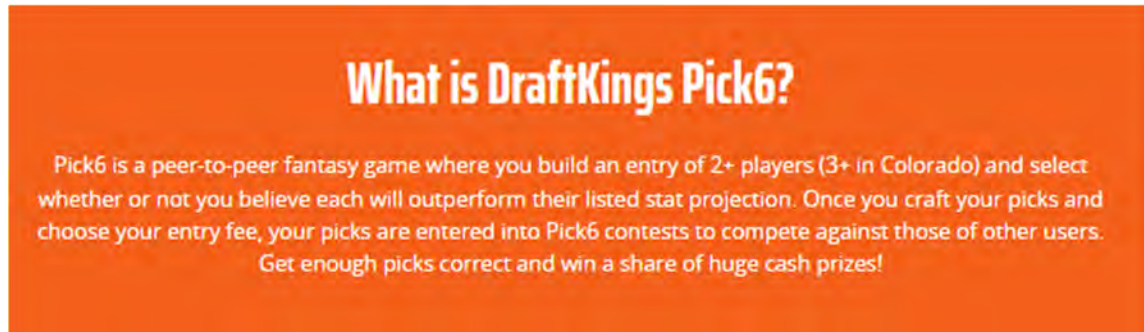 What is DraftKings Pick6?
Pick6 is a peer-to-peer fantasy game where you build an entry of 2+ players (3+ in Colorado) and select
whether or not you believe each will outperform their listed stat projection. Once you craft your picks and
choose your entry fee, your picks are entered into Pick6 contests to compete against those of other users.
Get enough picks correct and win a share of huge cash prizes!